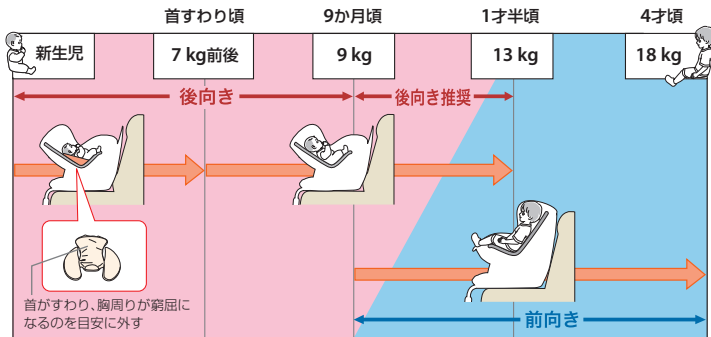 首すわり頃
9か月頃
1才半頃
4才頃
新生児
7 kg前後
9 kg
13 kg
18 kg
後向き
後向き推奨
首がすわり、胸周りが窮屈に
なるのを目安に外す
前向き